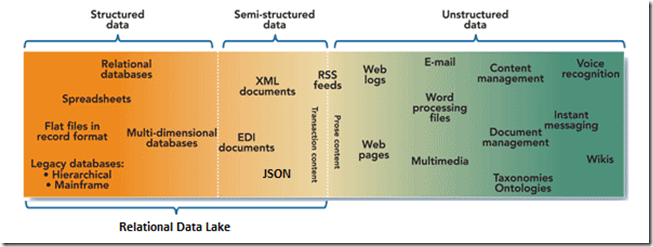 Structured
data
Semi-structured
data
Unstructured
data
Relational
databases
Spreadsheets
Flat files in
record format
Multi-dimensional
databases
Legacy databases:
• Hierarchical
• Mainframe
XML
documents
EDI
documents
JSON
RSS
feeds
Transaction content
Prose content
Web
logs
Web
pages
E-mail
Word
processing
files
Multimedia
Content
management
Document
management
Taxonomies
Ontologies
Voice
recognition
Instant
messaging
Wikis
Relational Data Lake